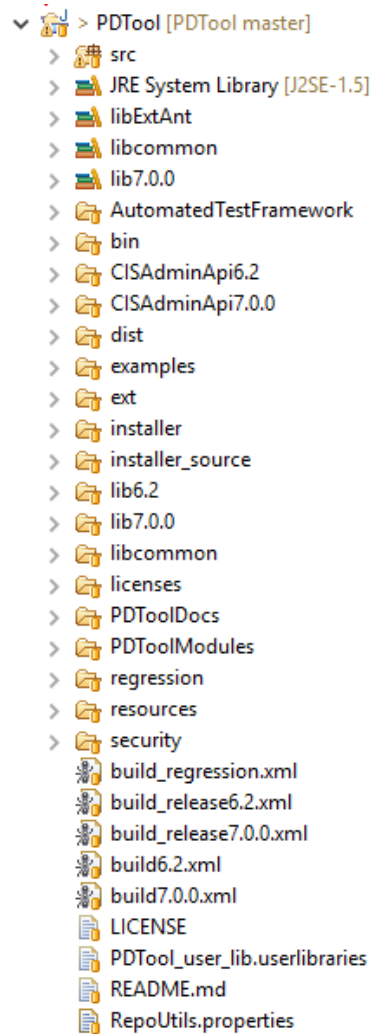 > PDTool [PDTool master]
src
JRE System Library [J2SE-1.5]
libExtAnt
libcommon
lib7.0.0
AutomatedTestFramework
bin
CISAdminApi6.2
CISAdminApi7.0.0
dist
examples
ext
installer
installer_source
lib6.2
lib7.0.0
libcommon
licenses
PDToolDocs
PDToolModules
regression
resources
security
build_regression.xml
build_release6.2.xml
build_release7.0.0.xml
build6.2.xml
build7.0.0.xml
LICENSE
PDTool_user_lib.userlibraries
README.md
RepoUtils.properties